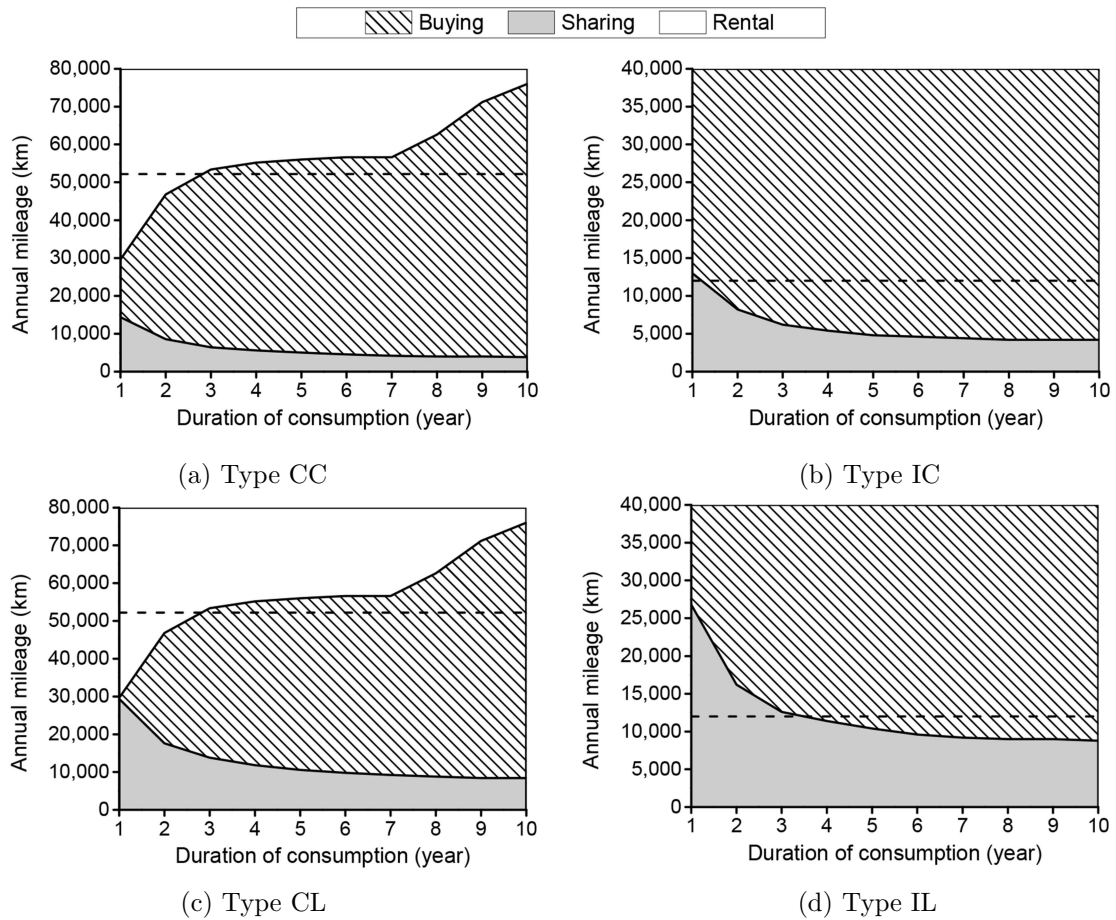 Buying Sharing Rental
80,000
70,000
60,000
50,000
40,000
30,000
20,000
10,000
0
Annual mileage (km)
1 2 3 4 5 6 7 8 9 10
Duration of consumption (year)
(a) Type CC
40,000
35,000
30,000
25,000
20,000
15,000
10,000
5,000
0
Annual mileage (km)
1 2 3 4 5 6 7 8 9 10
Duration of consumption (year)
(b) Type IC
80,000
70,000
60,000
50,000
40,000
30,000
20,000
10,000
0
Annual mileage (km)
1 2 3 4 5 6 7 8 9 10
Duration of consumption (year)
(c) Type CL
40,000
35,000
30,000
25,000
20,000
15,000
10,000
5,000
0
Annual mileage (km)
1 2 3 4 5 6 7 8 9 10
Duration of consumption (year)
(d) Type IL